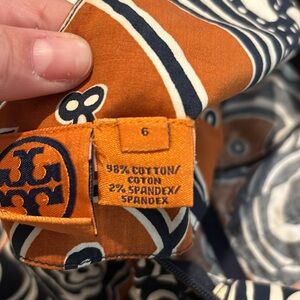 6
98% COTTON/
COTON
2% SPANDEX/
SPANDEX